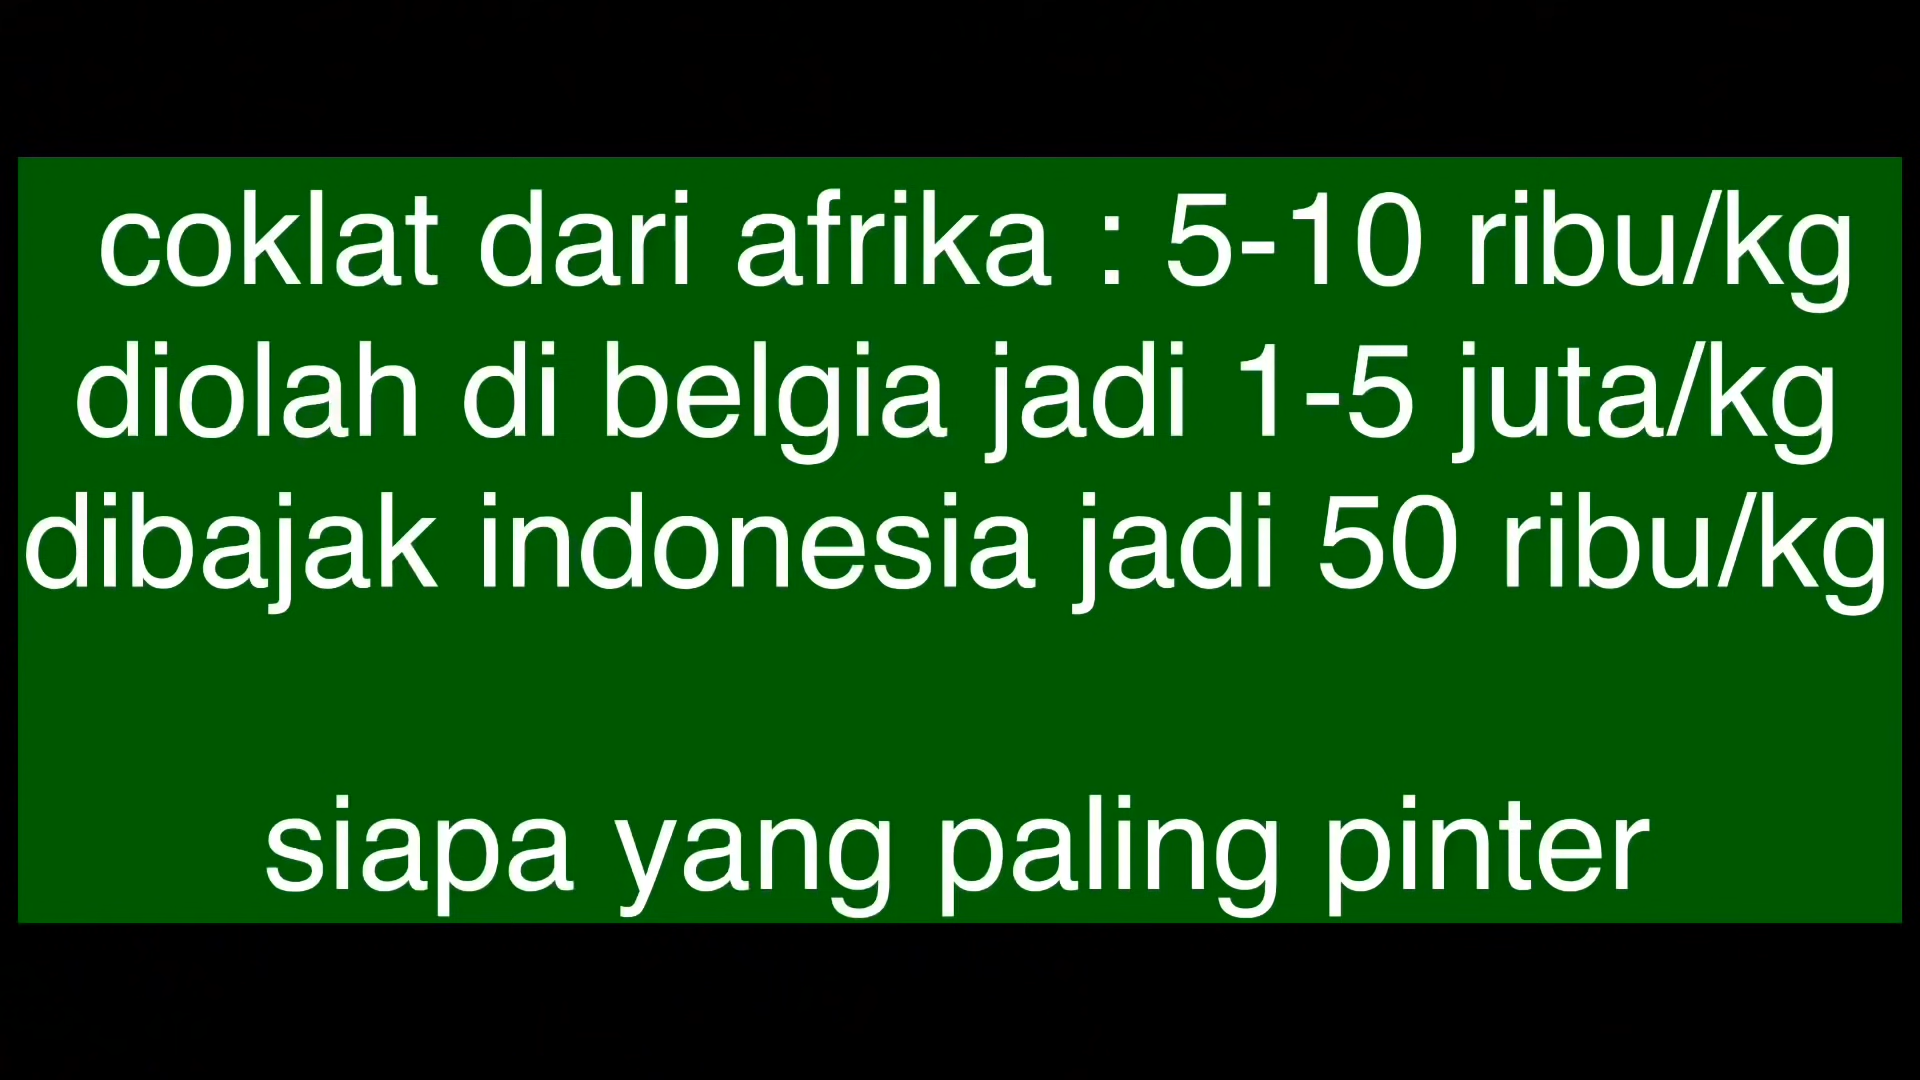 coklat dari afrika : 5-10 ribu/kg
diolah di belgia jadi 1-5 juta/kg
dibajak indonesia jadi 50 ribu/kg
siapa yang paling pinter